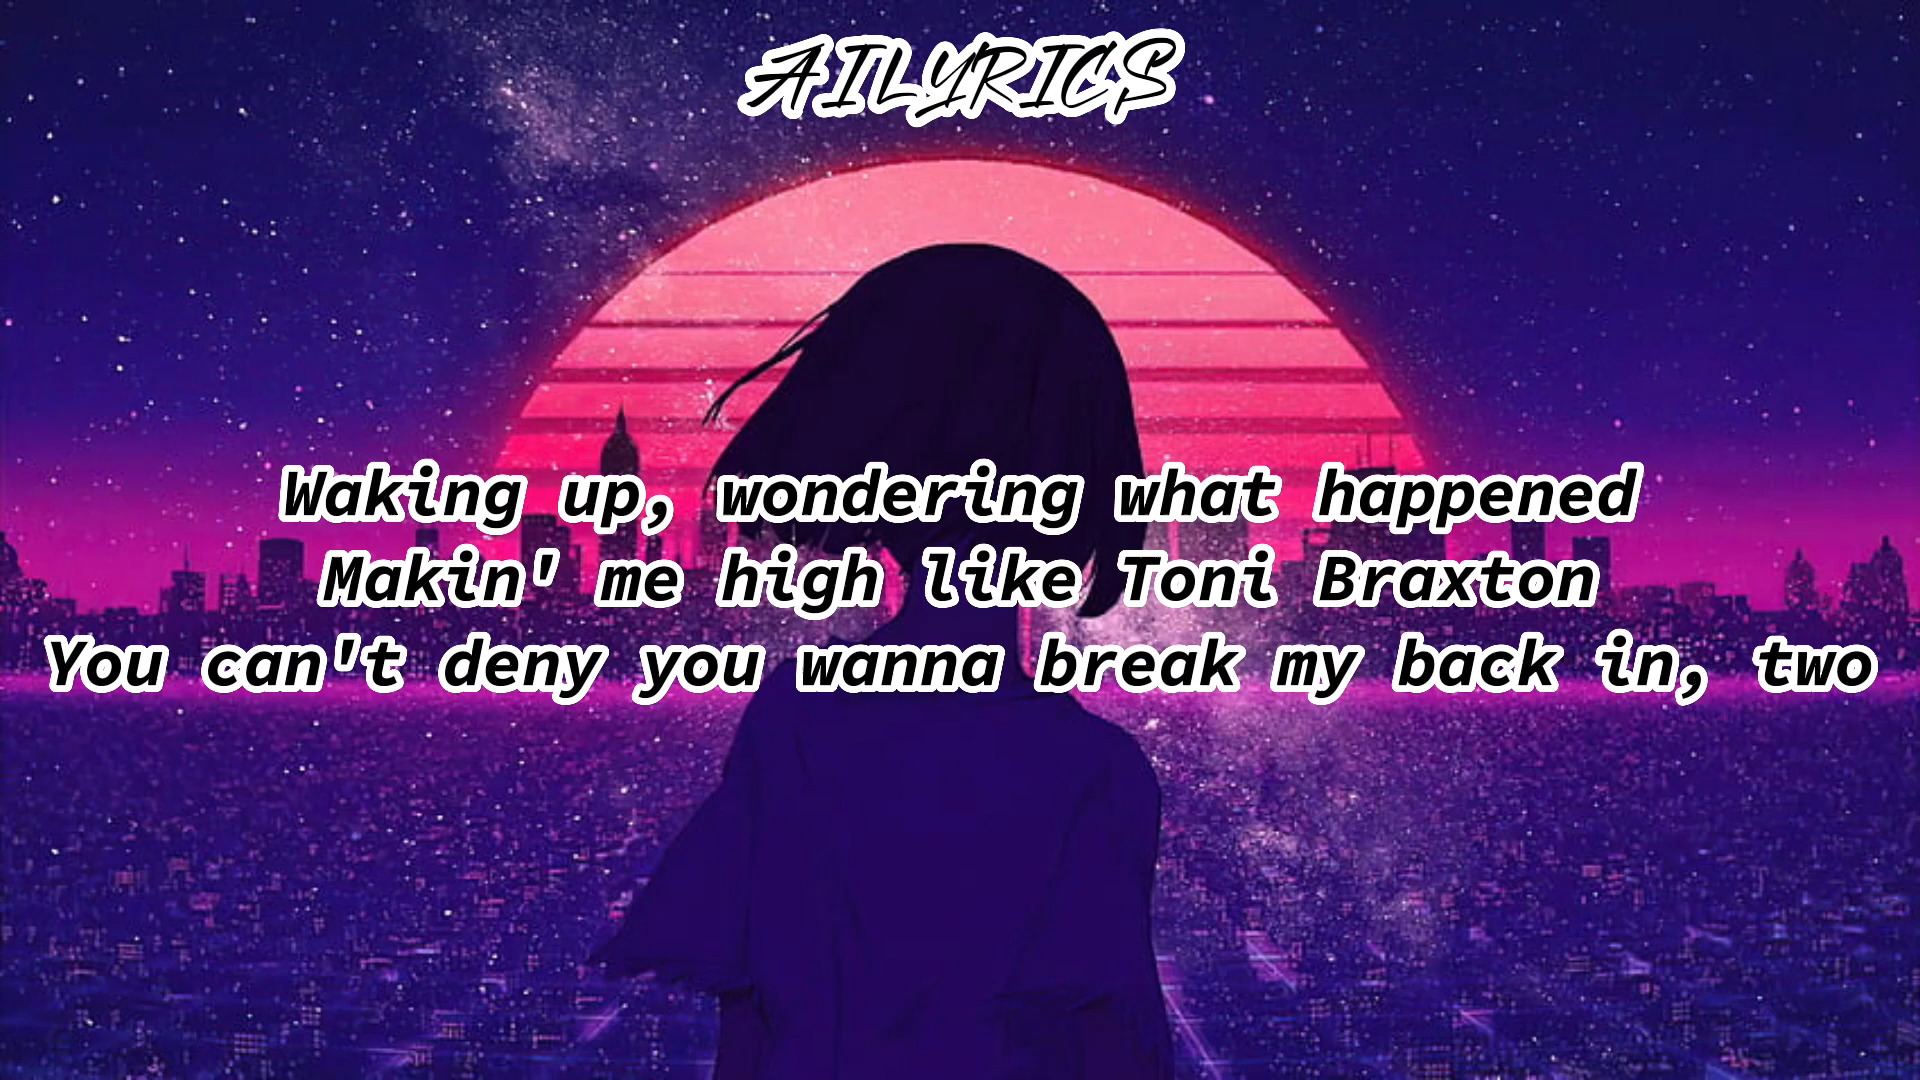 AILYRICS
Waking up, wondering what happened
Makin' me high like Toni Braxton
You can't deny you wanna break my back in, two